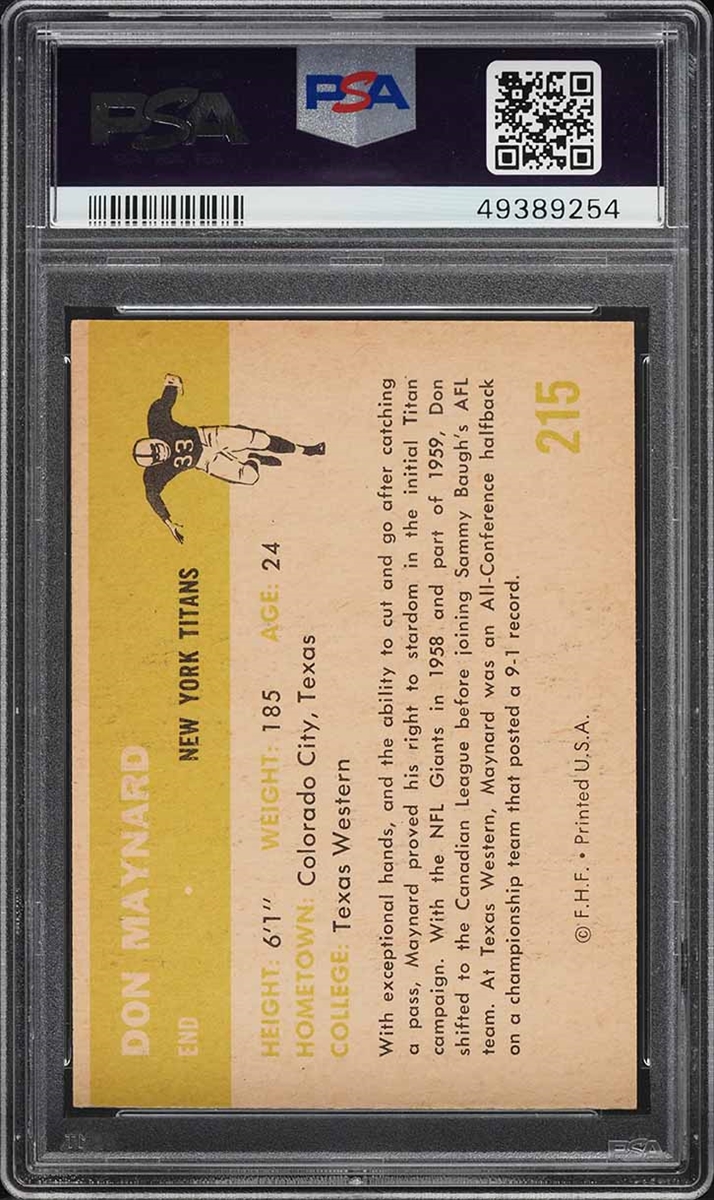 PSA
PSA
49389254
DON MAYNARD
END
NEW YORK TITANS
33
HEIGHT: 6'1" WEIGHT: 185 AGE: 24
HOMETOWN: Colorado City, Texas
COLLEGE: Texas Western
With exceptional hands, and the ability to cut and go after catching
a pass, Maynard proved his right to stardom in the initial Titan
campaign. With the NFL Giants in 1958 and part of 1959, Don
shifted to the Canadian League before joining Sammy Baugh's AFL
team. At Texas Western, Maynard was an All-Conference halfback
on a championship team that posted a 9-1 record.
© F.H.F. • Printed U.S.A.
215
PSA